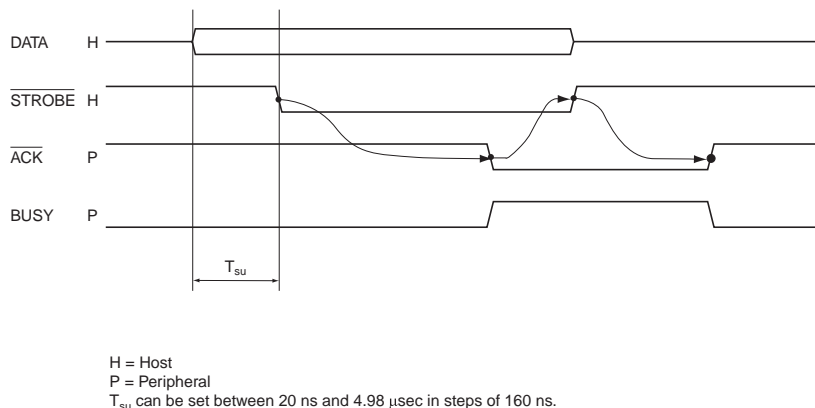 DATA H
STROBE H
ACK P
BUSY P
Tsu
H = Host
P = Peripheral
Tsu can be set between 20 ns and 4.98 μsec in steps of 160 ns.